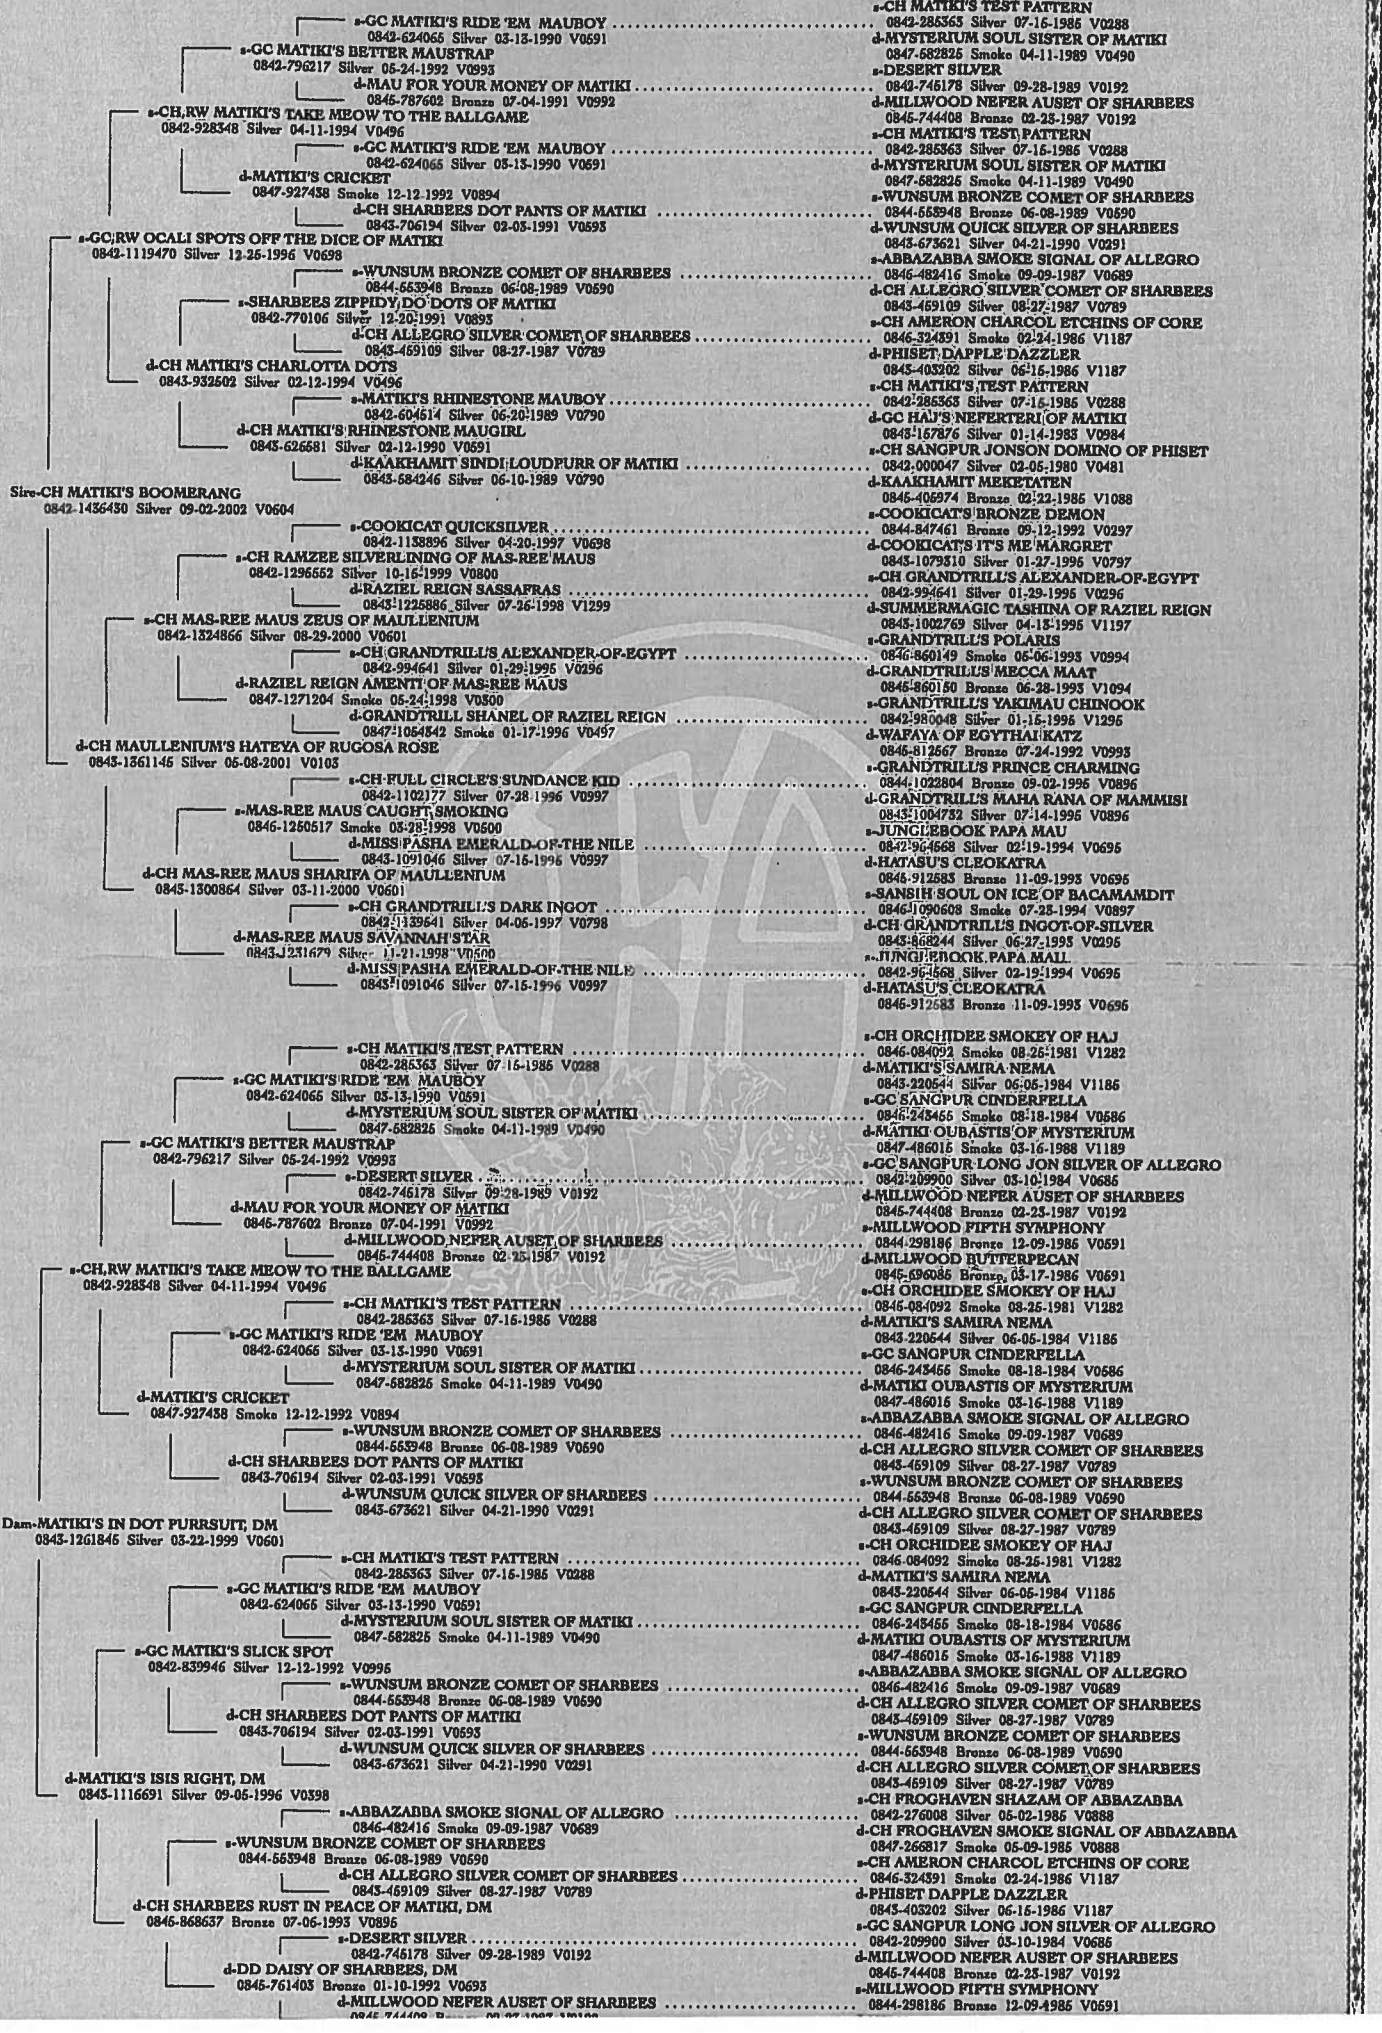 s-GC MATIKI'S RIDE 'EM MAUBOY
0842-624065 Silver 03-13-1990 V0591
s-GC MATIKI'S BETTER MAUSTRAP
0842-796217 Silver 05-24-1992 V0993
d-MAU FOR YOUR MONEY OF MATIKI
0845-787602 Bronze 07-04-1991 V0992
s-CH,RW MATIKI'S TAKE MEOW TO THE BALLGAME
0842-928348 Silver 04-11-1994 V0496
s-GC MATIKI'S RIDE 'EM MAUBOY
0842-624065 Silver 03-13-1990 V0591
d-MATIKI'S CRICKET
0847-927438 Smoke 12-12-1992 V0894
d-CH SHARBEES DOT PANTS OF MATIKI
0843-706194 Silver 02-03-1991 V0593
s-GC,RW OCALI SPOTS OFF THE DICE OF MATIKI
0842-1119470 Silver 12-25-1996 V0698
s-WUNSUM BRONZE COMET OF SHARBEES
0844-553948 Bronze 06-08-1989 V0590
s-SHARBEES ZIPPIDY DO DOTS OF MATIKI
0842-770106 Silver 12-20-1991 V0893
d-CH ALLEGRO SILVER COMET OF SHARBEES
0843-459109 Silver 08-27-1987 V0789
d-CH MATIKI'S CHARLOTTA DOTS
0843-932502 Silver 02-12-1994 V0496
s-MATIKI'S RHINESTONE MAUBOY
0842-604514 Silver 06-20-1989 V0790
d-CH MATIKI'S RHINESTONE MAUGIRL
0843-626581 Silver 02-12-1990 V0591
d-KAAKHAMIT SINDI LOUDPURR OF MATIKI
0843-584246 Silver 06-10-1989 V0790
Sire-CH MATIKI'S BOOMERANG
0842-1436430 Silver 09-02-2002 V0604
s-COOKICAT QUICKSILVER
0842-1138896 Silver 04-20-1997 V0698
s-CH RAMZEE SILVERLINING OF MAS-REE MAUS
0842-1296552 Silver 10-15-1999 V0800
d-RAZIEL REIGN SASSAFRAS
0843-1225886 Silver 07-26-1998 V1299
s-CH MAS-REE MAUS ZEUS OF MAULLENIUM
0842-1324866 Silver 08-29-2000 V0601
s-CH GRANDTRILL'S ALEXANDER-OF-EGYPT
0842-994641 Silver 01-29-1995 V0296
d-RAZIEL REIGN AMENTI OF MAS-REE MAUS
0847-1271204 Smoke 05-24-1998 V0300
d-GRANDTRILL SHANEL OF RAZIEL REIGN
0847-1054342 Smoke 01-17-1996 V0497
d-CH MAULLENIUM'S HATEYA OF RUGOSA ROSE
0843-1361145 Silver 05-08-2001 V0103
s-CH FULL CIRCLE'S SUNDANCE KID
0842-1102177 Silver 07-28-1996 V0997
s-MAS-REE MAUS CAUGHT SMOKING
0846-1250517 Smoke 03-28-1998 V0500
d-MISS PASHA EMERALD-OF-THE NILE
0843-1091046 Silver 07-15-1996 V0997
d-CH MAS-REE MAUS SHARIFA OF MAULLENIUM
0843-1300864 Silver 03-11-2000 V0601
s-CH GRANDTRILL'S DARK INGOT
0842-1139641 Silver 04-06-1997 V0798
d-MAS-REE MAUS SAVANNAH STAR
0843-1231679 Silver 11-21-1998 V0500
d-MISS PASHA EMERALD-OF-THE NILE
0843-1091046 Silver 07-15-1996 V0997
s-CH MATIKI'S TEST PATTERN
0842-285363 Silver 07-15-1985 V0288
s-GC MATIKI'S RIDE 'EM MAUBOY
0842-624065 Silver 03-13-1990 V0591
d-MYSTERIUM SOUL SISTER OF MATIKI
0847-582825 Smoke 04-11-1989 V0490
s-GC MATIKI'S BETTER MAUSTRAP
0842-796217 Silver 05-24-1992 V0993
s-DESERT SILVER
0842-745178 Silver 09-28-1989 V0192
d-MAU FOR YOUR MONEY OF MATIKI
0845-787602 Bronze 07-04-1991 V0992
d-MILLWOOD NEFER AUSET OF SHARBEES
0845-744408 Bronze 02-23-1987 V0192
s-CH,RW MATIKI'S TAKE MEOW TO THE BALLGAME
0842-928348 Silver 04-11-1994 V0496
s-CH MATIKI'S TEST PATTERN
0842-285363 Silver 07-15-1985 V0288
s-GC MATIKI'S RIDE 'EM MAUBOY
0842-624065 Silver 03-13-1990 V0591
d-MYSTERIUM SOUL SISTER OF MATIKI
0847-582825 Smoke 04-11-1989 V0490
d-MATIKI'S CRICKET
0847-927438 Smoke 12-12-1992 V0894
s-WUNSUM BRONZE COMET OF SHARBEES
0844-553948 Bronze 06-08-1989 V0590
d-CH SHARBEES DOT PANTS OF MATIKI
0843-706194 Silver 02-03-1991 V0593
d-WUNSUM QUICK SILVER OF SHARBEES
0843-673621 Silver 04-21-1990 V0291
Dam-MATIKI'S IN DOT PURRSUIT, DM
0843-1261845 Silver 03-22-1999 V0601
s-CH MATIKI'S TEST PATTERN
0842-285363 Silver 07-15-1985 V0288
s-GC MATIKI'S RIDE 'EM MAUBOY
0842-624065 Silver 03-13-1990 V0591
d-MYSTERIUM SOUL SISTER OF MATIKI
0847-582825 Smoke 04-11-1989 V0490
s-GC MATIKI'S SLICK SPOT
0842-839946 Silver 12-12-1992 V0995
s-WUNSUM BRONZE COMET OF SHARBEES
0844-553948 Bronze 06-08-1989 V0590
d-CH SHARBEES DOT PANTS OF MATIKI
0843-706194 Silver 02-03-1991 V0593
d-WUNSUM QUICK SILVER OF SHARBEES
0843-673621 Silver 04-21-1990 V0291
d-MATIKI'S ISIS RIGHT, DM
0843-1116691 Silver 09-05-1996 V0398
s-ABBAZABBA SMOKE SIGNAL OF ALLEGRO
0846-482416 Smoke 09-09-1987 V0689
s-WUNSUM BRONZE COMET OF SHARBEES
0844-553948 Bronze 06-08-1989 V0590
d-CH ALLEGRO SILVER COMET OF SHARBEES
0843-459109 Silver 08-27-1987 V0789
d-CH SHARBEES RUST IN PEACE OF MATIKI, DM
0845-868637 Bronze 07-06-1993 V0895
s-DESERT SILVER
0842-745178 Silver 09-28-1989 V0192
d-DD DAISY OF SHARBEES, DM
0845-761403 Bronze 01-10-1992 V0693
d-MILLWOOD NEFER AUSET OF SHARBEES
s-CH MATIKI'S TEST PATTERN
0842-285363 Silver 07-15-1985 V0288
d-MYSTERIUM SOUL SISTER OF MATIKI
0847-582825 Smoke 04-11-1989 V0490
s-DESERT SILVER
0842-745178 Silver 09-28-1989 V0192
d-MILLWOOD NEFER AUSET OF SHARBEES
0845-744408 Bronze 02-23-1987 V0192
s-CH MATIKI'S TEST PATTERN
0842-285363 Silver 07-15-1985 V0288
d-MYSTERIUM SOUL SISTER OF MATIKI
0847-582825 Smoke 04-11-1989 V0490
s-WUNSUM BRONZE COMET OF SHARBEES
0844-553948 Bronze 06-08-1989 V0590
d-WUNSUM QUICK SILVER OF SHARBEES
0843-673621 Silver 04-21-1990 V0291
s-ABBAZABBA SMOKE SIGNAL OF ALLEGRO
0846-482416 Smoke 09-09-1987 V0689
d-CH ALLEGRO SILVER COMET OF SHARBEES
0843-459109 Silver 08-27-1987 V0789
s-CH AMERON CHARCOL ETCHINS OF CORE
0846-324391 Smoke 02-24-1986 V1187
d-PHISET DAPPLE DAZZLER
0843-403202 Silver 06-15-1986 V1187
s-CH MATIKI'S TEST PATTERN
0842-285363 Silver 07-15-1985 V0288
d-GC HAJ'S NEFERTERI OF MATIKI
0843-157876 Silver 01-14-1983 V0984
s-CH SANGPUR JONSON DOMINO OF PHISET
0842-000047 Silver 02-05-1980 V0481
d-KAAKHAMIT MEKETATEN
0845-405974 Bronze 02-22-1985 V1088
s-COOKICAT'S BRONZE DEMON
0844-847461 Bronze 09-12-1992 V0297
d-COOKICAT'S IT'S ME MARGRET
0843-1079310 Silver 01-27-1995 V0797
s-CH GRANDTRILL'S ALEXANDER-OF-EGYPT
0842-994641 Silver 01-29-1995 V0296
d-SUMMERMAGIC TASHINA OF RAZIEL REIGN
0843-1002769 Silver 04-13-1995 V1197
s-GRANDTRILL'S POLARIS
0846-860149 Smoke 05-06-1993 V0994
d-GRANDTRILL'S MECCA MAAT
0845-860150 Bronze 06-28-1993 V1094
s-GRANDTRILL'S YAKIMAU CHINOOK
0842-980048 Silver 01-15-1995 V1295
d-WAFAYA OF EGYTHAI KATZ
0845-812667 Bronze 07-24-1992 V0993
s-GRANDTRILL'S PRINCE CHARMING
0844-1022804 Bronze 09-02-1995 V0896
d-GRANDTRILL'S MAHA RANA OF MAMMISI
0843-1004732 Silver 07-14-1995 V0896
s-JUNGLEBOOK PAPA MAU
0842-964568 Silver 02-19-1994 V0695
d-HATASU'S CLEOKATRA
0845-912583 Bronze 11-09-1993 V0695
s-SANSIH SOUL ON ICE OF BACAMAMDIT
0846-1090608 Smoke 07-23-1994 V0897
d-CH GRANDTRILL'S INGOT-OF-SILVER
0843-868244 Silver 06-27-1993 V0295
s-JUNGLEBOOK PAPA MAU
0842-964568 Silver 02-19-1994 V0695
d-HATASU'S CLEOKATRA
0845-912583 Bronze 11-09-1993 V0695
s-CH ORCHIDEE SMOKEY OF HAJ
0846-084092 Smoke 08-25-1981 V1282
d-MATIKI'S SAMIRA NEMA
0843-220544 Silver 06-05-1984 V1185
s-GC SANGPUR CINDERFELLA
0846-243455 Smoke 08-18-1984 V0586
d-MATIKI OUBASTIS OF MYSTERIUM
0847-486015 Smoke 03-16-1988 V1189
s-GC SANGPUR LONG JON SILVER OF ALLEGRO
0842-209900 Silver 03-10-1984 V0685
d-MILLWOOD NEFER AUSET OF SHARBEES
0845-744408 Bronze 02-23-1987 V0192
s-MILLWOOD FIFTH SYMPHONY
0844-298186 Bronze 12-09-1985 V0591
d-MILLWOOD BUTTERPECAN
0845-596085 Bronze 03-17-1986 V0591
s-CH ORCHIDEE SMOKEY OF HAJ
0846-084092 Smoke 08-25-1981 V1282
d-MATIKI'S SAMIRA NEMA
0843-220544 Silver 06-05-1984 V1185
s-GC SANGPUR CINDERFELLA
0846-243455 Smoke 08-18-1984 V0586
d-MATIKI OUBASTIS OF MYSTERIUM
0847-486015 Smoke 03-16-1988 V1189
s-ABBAZABBA SMOKE SIGNAL OF ALLEGRO
0846-482416 Smoke 09-09-1987 V0689
d-CH ALLEGRO SILVER COMET OF SHARBEES
0843-459109 Silver 08-27-1987 V0789
s-WUNSUM BRONZE COMET OF SHARBEES
0844-553948 Bronze 06-08-1989 V0590
d-CH ALLEGRO SILVER COMET OF SHARBEES
0843-459109 Silver 08-27-1987 V0789
s-CH ORCHIDEE SMOKEY OF HAJ
0846-084092 Smoke 08-25-1981 V1282
d-MATIKI'S SAMIRA NEMA
0843-220544 Silver 06-05-1984 V1185
s-GC SANGPUR CINDERFELLA
0846-243455 Smoke 08-18-1984 V0586
d-MATIKI OUBASTIS OF MYSTERIUM
0847-486015 Smoke 03-16-1988 V1189
s-ABBAZABBA SMOKE SIGNAL OF ALLEGRO
0846-482416 Smoke 09-09-1987 V0689
d-CH ALLEGRO SILVER COMET OF SHARBEES
0843-459109 Silver 08-27-1987 V0789
s-WUNSUM BRONZE COMET OF SHARBEES
0844-553948 Bronze 06-08-1989 V0590
d-CH ALLEGRO SILVER COMET OF SHARBEES
0843-459109 Silver 08-27-1987 V0789
s-CH FROGHAVEN SHAZAM OF ABBAZABBA
0842-276008 Silver 05-02-1985 V0888
d-CH FROGHAVEN SMOKE SIGNAL OF ABBAZABBA
0847-266817 Smoke 05-09-1985 V0888
s-CH AMERON CHARCOL ETCHINS OF CORE
0846-324391 Smoke 02-24-1986 V1187
d-PHISET DAPPLE DAZZLER
0843-403202 Silver 06-15-1986 V1187
s-GC SANGPUR LONG JON SILVER OF ALLEGRO
0842-209900 Silver 03-10-1984 V0685
d-MILLWOOD NEFER AUSET OF SHARBEES
0845-744408 Bronze 02-23-1987 V0192
s-MILLWOOD FIFTH SYMPHONY
0844-298186 Bronze 12-09-1985 V0591